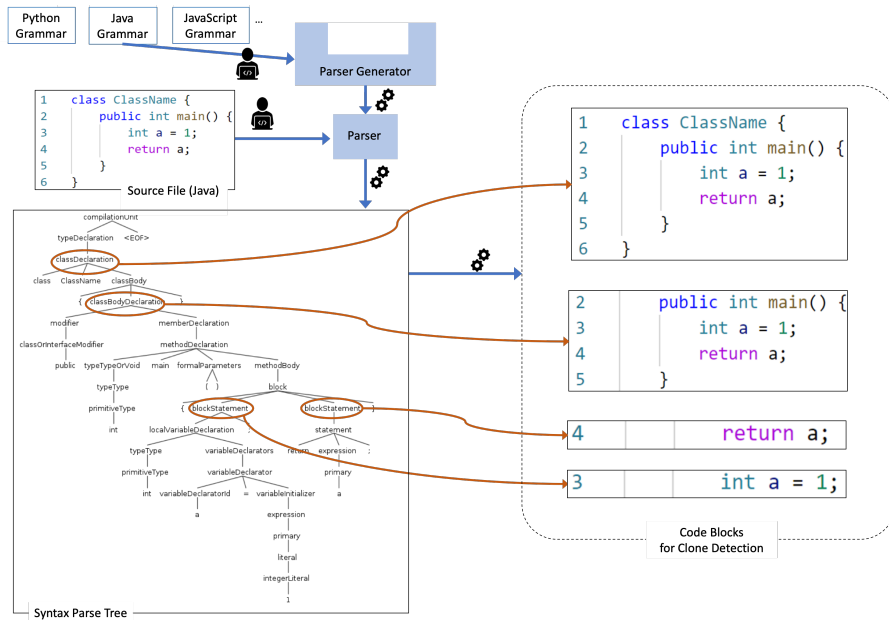 Python
Grammar
Java
Grammar
JavaScript
Grammar
...
Parser Generator
1 class ClassName {
2 public int main() {
3 int a = 1;
4 return a;
5 }
6 }
Source File (Java)
Parser
compilationUnit
typeDeclaration <EOF>
classDeclaration
class ClassName classBody
{ classBodyDeclaration }
modifier memberDeclaration
classOrInterfaceModifier methodDeclaration
public typeTypeOrVoid main formalParameters methodBody
typeType ( ) block
primitiveType { blockStatement blockStatement }
int localVariableDeclaration ; statement
typeType variableDeclarators return expression ;
primitiveType variableDeclarator primary
int variableDeclaratorId = variableInitializer a
a expression
primary
literal
integerLiteral
1
Syntax Parse Tree
1 class ClassName {
2 public int main() {
3 int a = 1;
4 return a;
5 }
6 }
2 public int main() {
3 int a = 1;
4 return a;
5 }
4 return a;
3 int a = 1;
Code Blocks
for Clone Detection